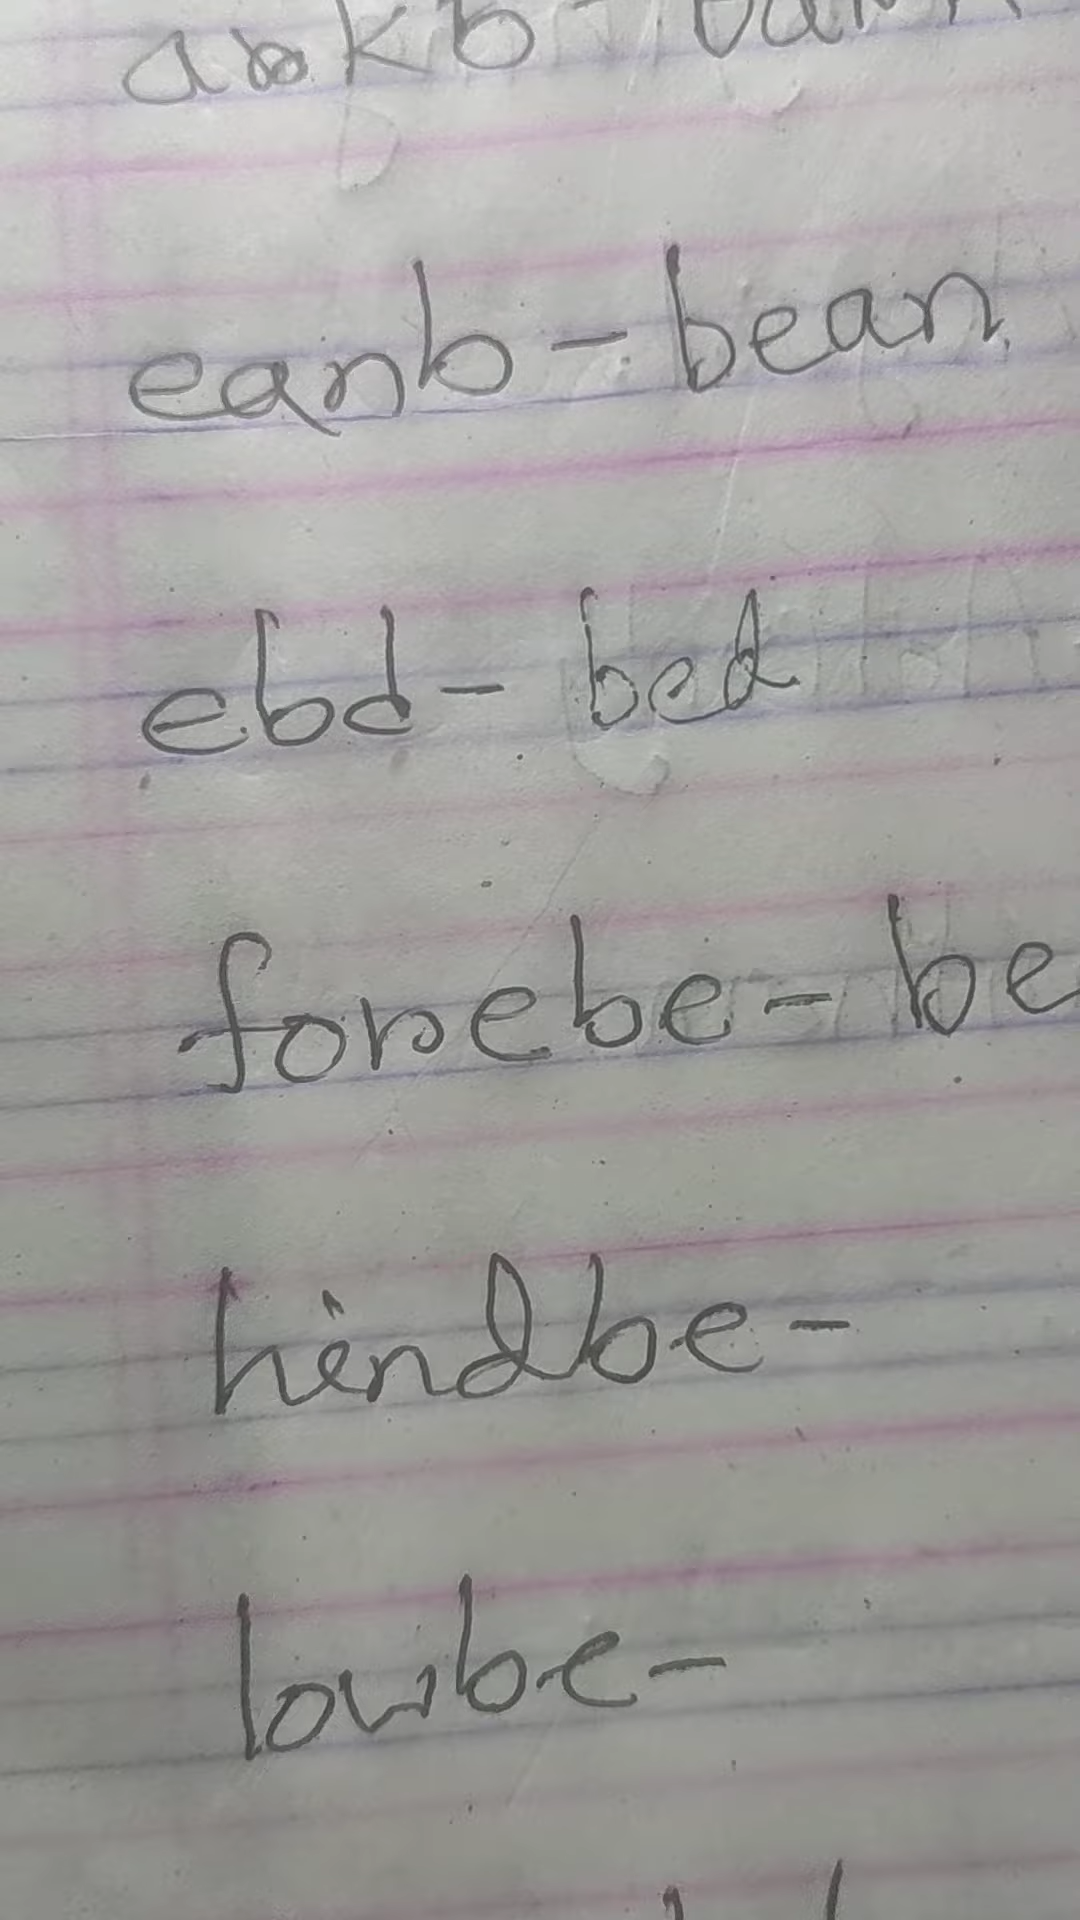 eanb - bean
ebd - bed
forebe - be
hindbe -
lowbe -